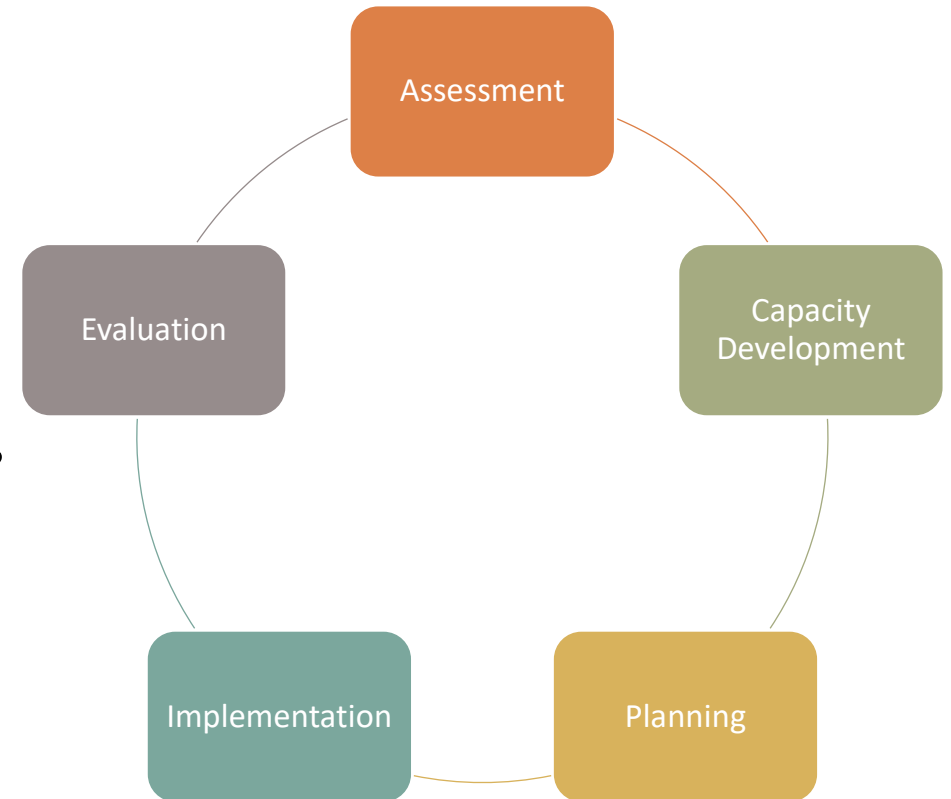 Assessment
Capacity
Development
Planning
Implementation
Evaluation